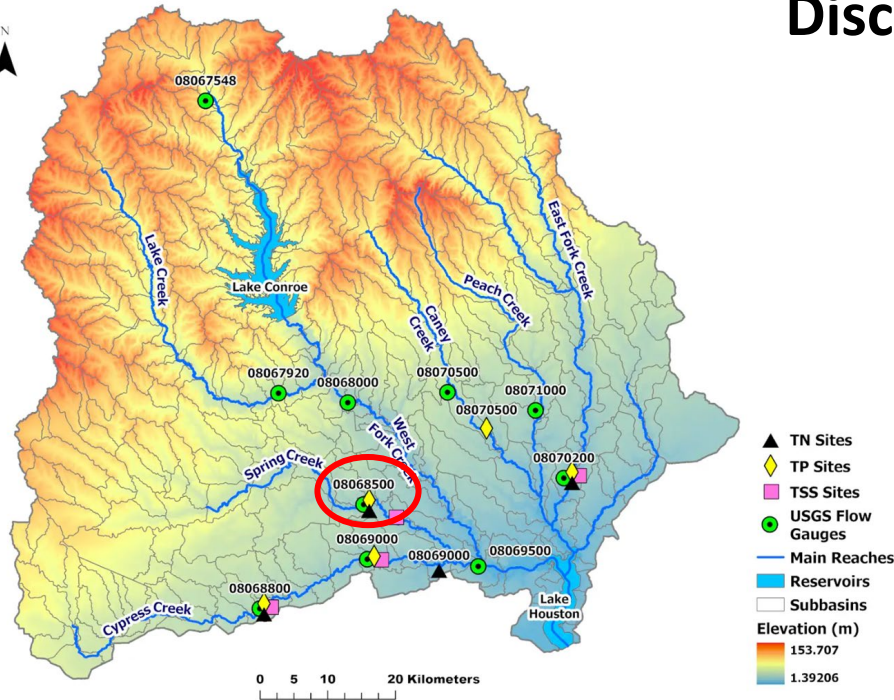 Disc
N
08067548
Lake Creek
Lake Conroe
East Fork Creek
Peach Creek
Caney
Creek
08067920
08068000
08070500
08071000
08070500
West
Fork Creek
Spring Creek
08068500
08070200
08069000
08069000
08069500
08068800
Cypress Creek
Lake
Houston
0 5 10 20 Kilometers
TN Sites
TP Sites
TSS Sites
USGS Flow
Gauges
Main Reaches
Reservoirs
Subbasins
Elevation (m)
153.707
1.39206